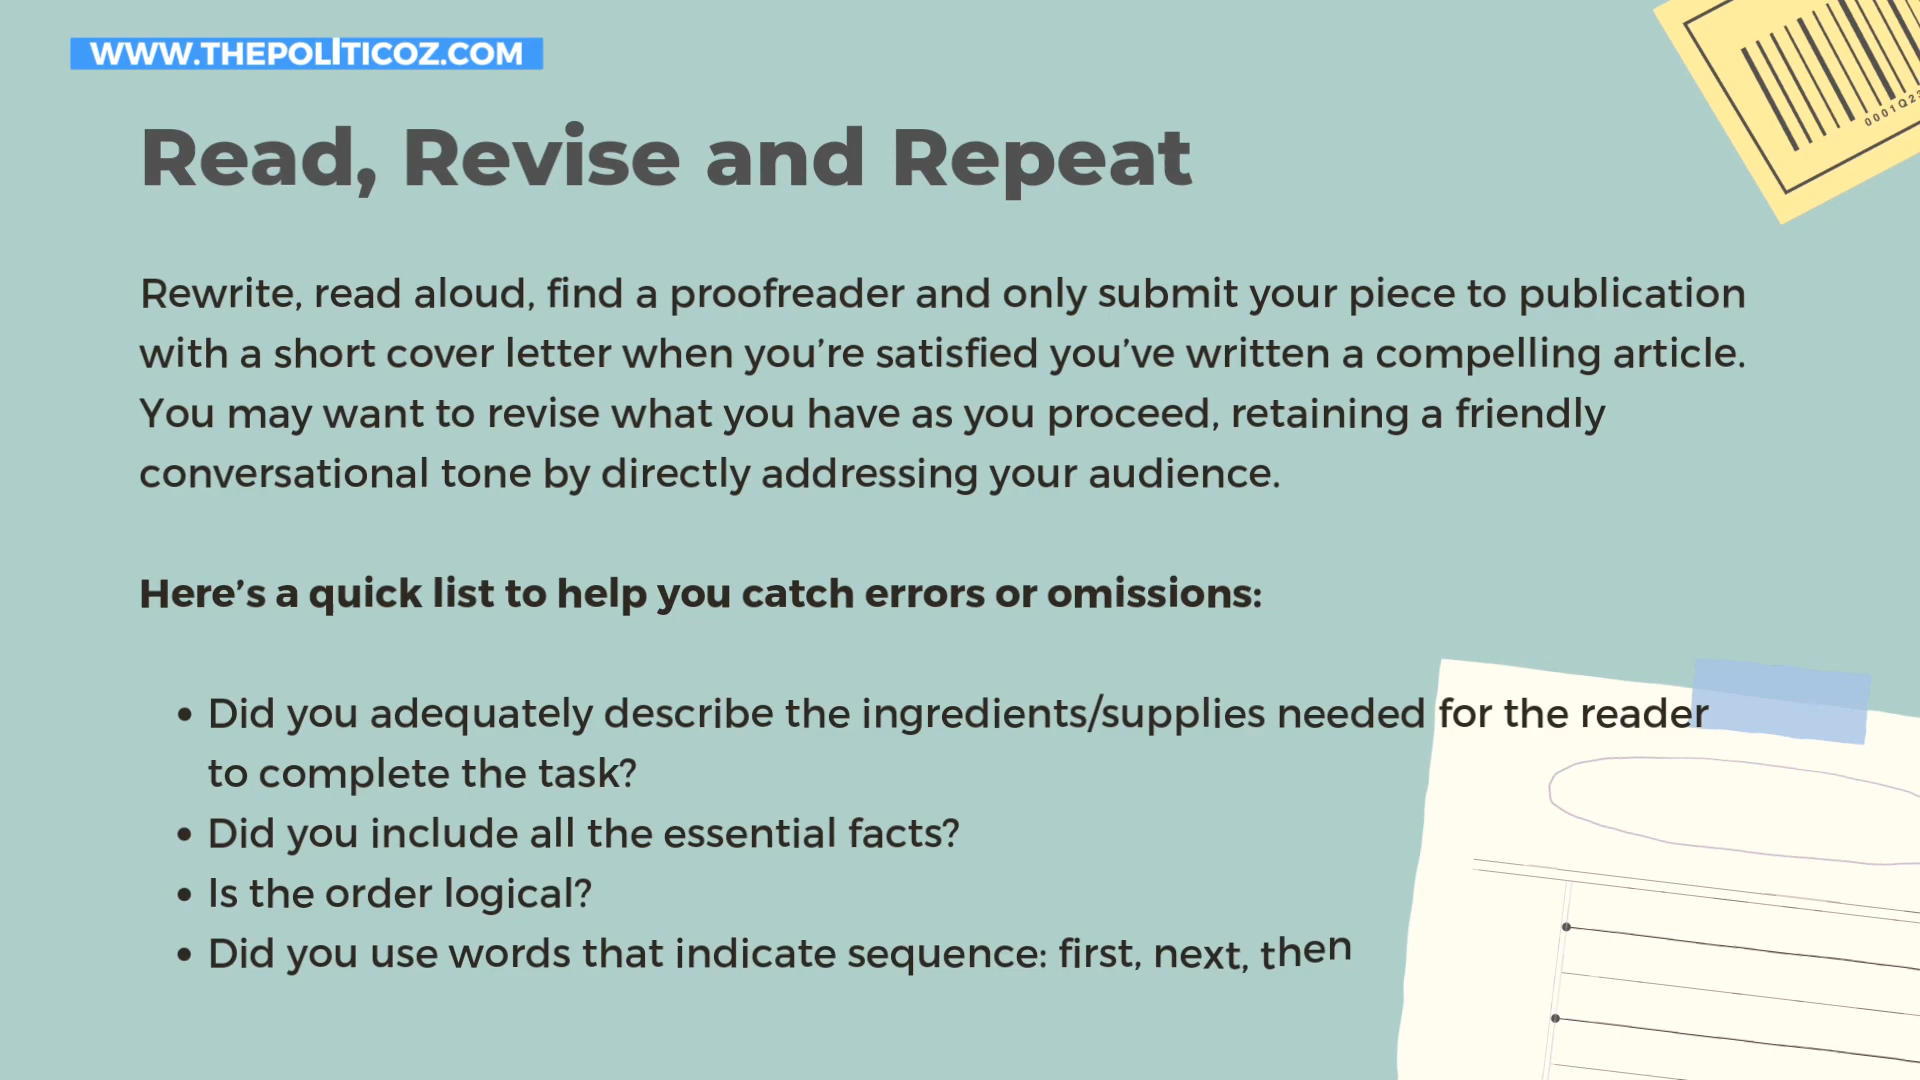 WWW.THEPOLITICOZ.COM
Read, Revise and Repeat
Rewrite, read aloud, find a proofreader and only submit your piece to publication
with a short cover letter when you’re satisfied you’ve written a compelling article.
You may want to revise what you have as you proceed, retaining a friendly
conversational tone by directly addressing your audience.
Here’s a quick list to help you catch errors or omissions:
• Did you adequately describe the ingredients/supplies needed for the reader
to complete the task?
• Did you include all the essential facts?
• Is the order logical?
• Did you use words that indicate sequence: first, next, then